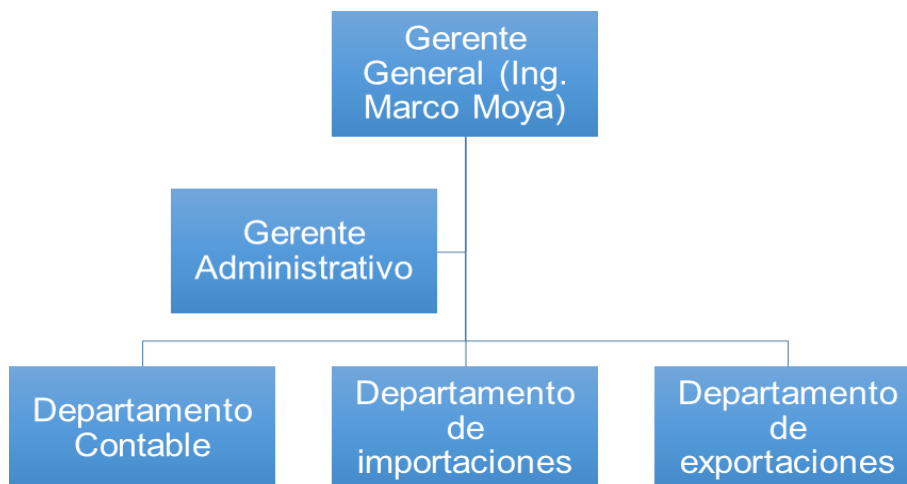 Gerente
General (Ing.
Marco Moya)
Gerente
Administrativo
Departamento
Contable
Departamento
de
importaciones
Departamento
de
exportaciones